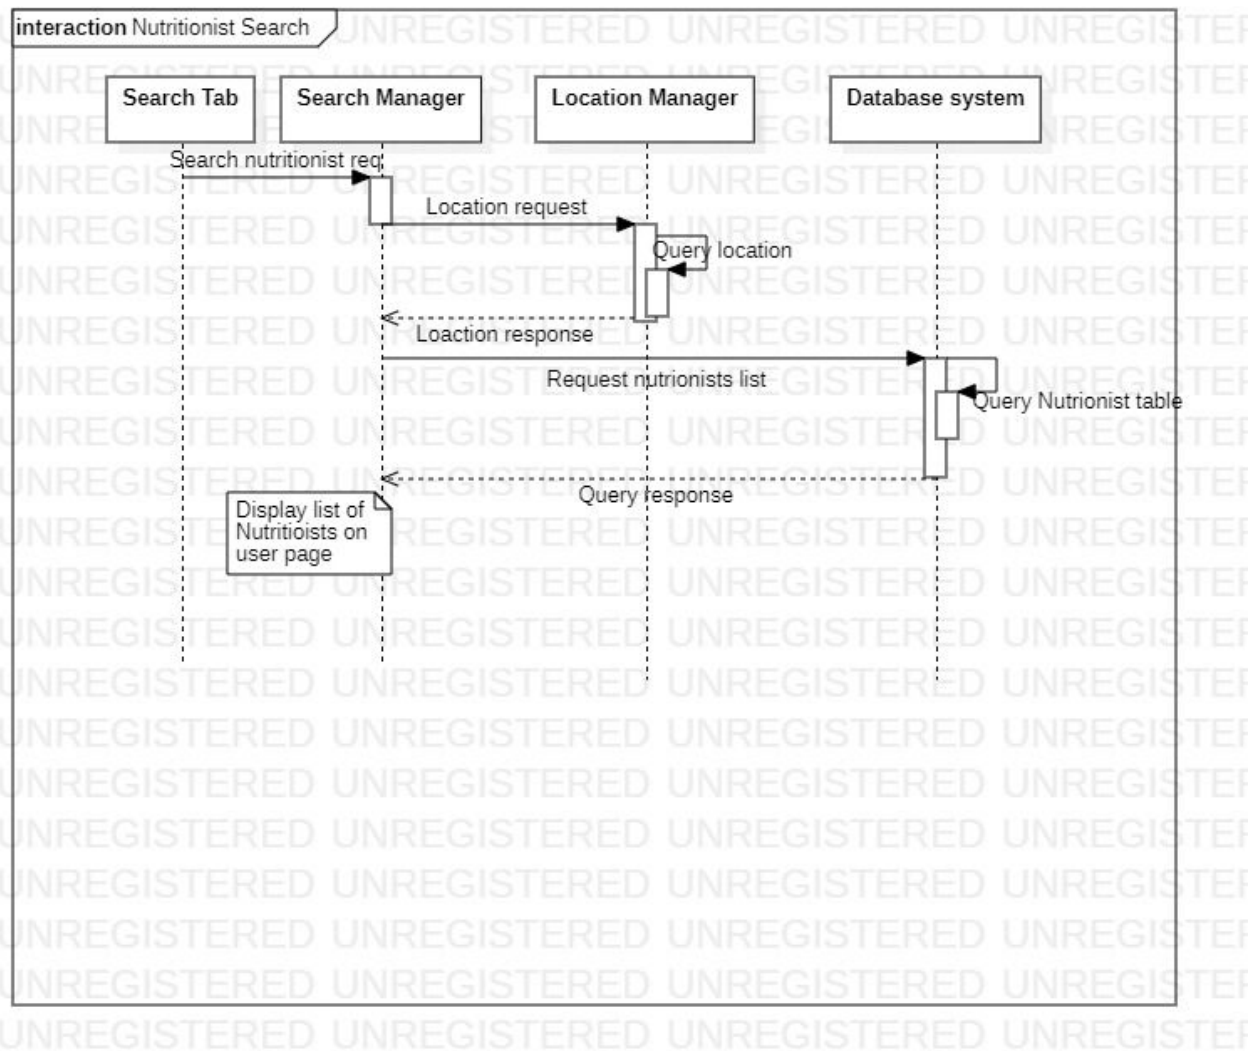 interaction Nutritionist Search
Search Tab
Search Manager
Location Manager
Database system
Search nutritionist req
Location request
Query location
Loaction response
Request nutrionists list
Query Nutrionist table
Query response
Display list of
Nutritioists on
user page
UNREGISTERED UNREGISTERED UNREGISTERED